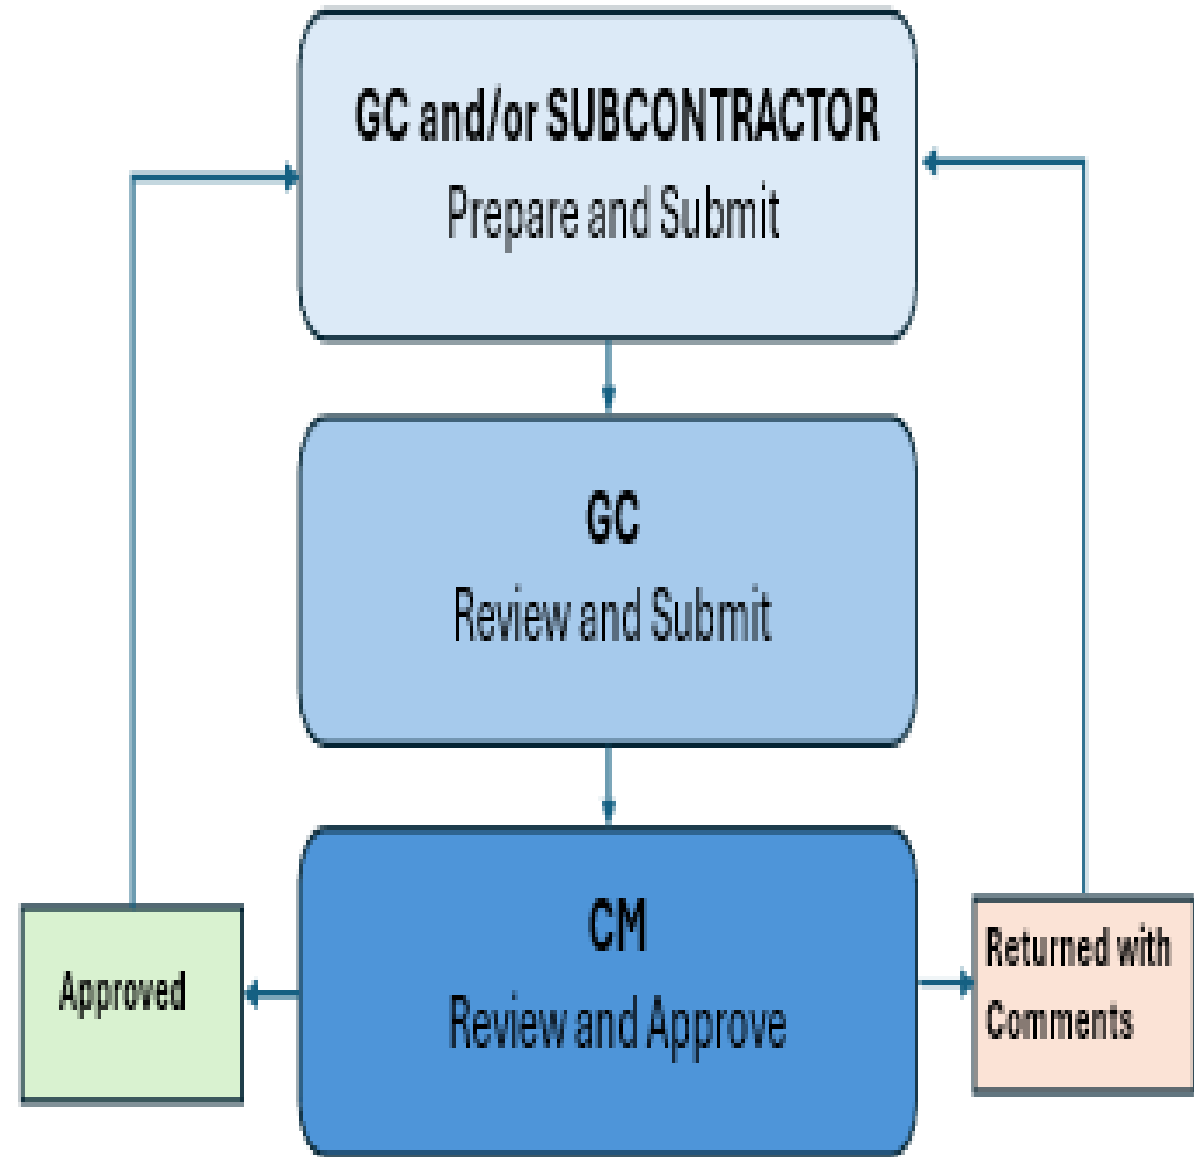 GC and/or SUBCONTRACTOR
Prepare and Submit
GC
Review and Submit
CM
Review and Approve
Approved
Returned with
Comments